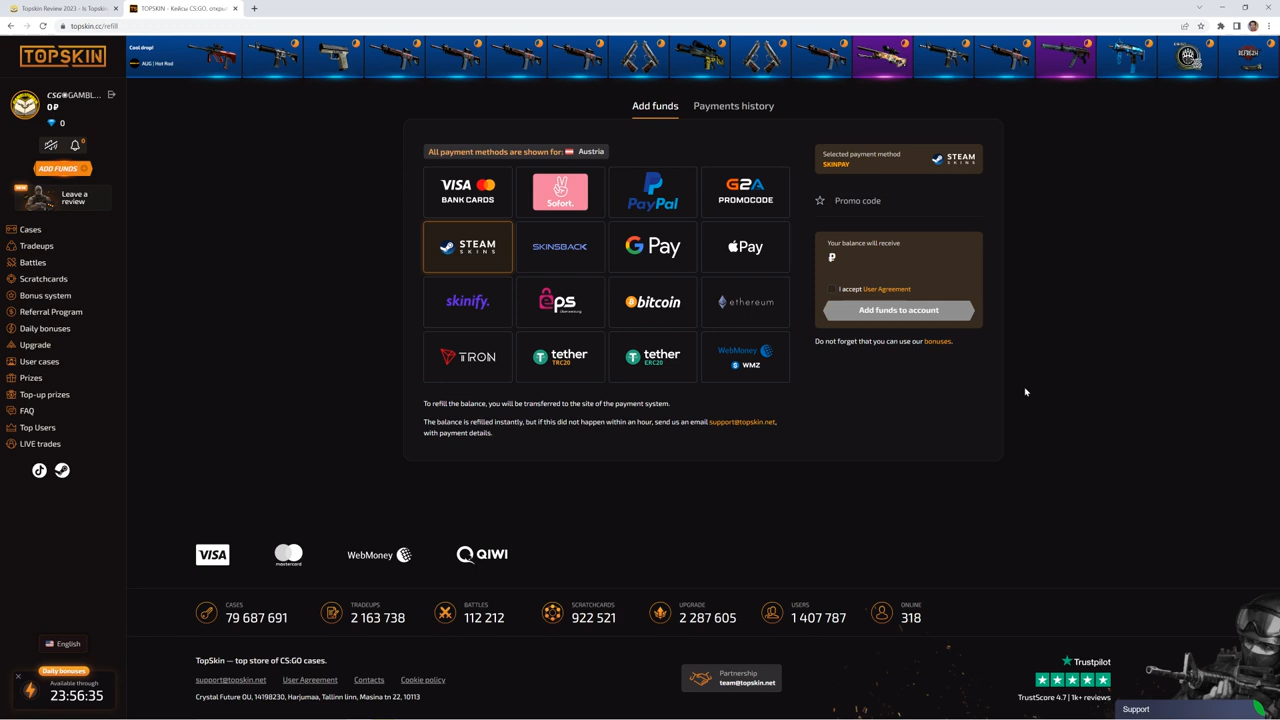 Topskin Review 2023 - Is Topskin
TOPSKIN - Кейсы CS:GO, откры
topskin.cc/refill
TOPSKIN
Cool drop!
AUG | Hot Rod
CSG◉GAMBL...
0₽
0
ADD FUNDS
NEW
Leave a
review
Cases
Tradeups
Battles
Scratchcards
Bonus system
Referral Program
Daily bonuses
Upgrade
User cases
Prizes
Top-up prizes
FAQ
Top Users
LIVE trades
English
Daily bonuses
Available through
23:56:35
Add funds
Payments history
All payment methods are shown for: Austria
VISA
BANK CARDS
Sofort.
PayPal
G2A
PROMOCODE
STEAM
SKINS
SKINSBACK
G Pay
Pay
skinify.
eps
überweisung
bitcoin
ethereum
TRON
tether
TRC20
tether
ERC20
WebMoney
WMZ
To refill the balance, you will be transferred to the site of the payment system.
The balance is refilled instantly, but if this did not happen within an hour, send us an email support@topskin.net,
with payment details.
Selected payment method
SKINPAY
STEAM
SKINS
Promo code
Your balance will receive
₽
I accept User Agreement
Add funds to account
Do not forget that you can use our bonuses.
VISA
mastercard
WebMoney
QIWI
CASES
79 687 691
TRADEUPS
2 163 738
BATTLES
112 212
SCRATCHCARDS
922 521
UPGRADE
2 287 605
USERS
1 407 787
ONLINE
318
TopSkin — top store of CS:GO cases.
support@topskin.net
User Agreement
Contacts
Cookie policy
Crystal Future OU, 14198230, Harjumaa, Tallinn linn, Masina tn 22, 10113
Partnership
team@topskin.net
Trustpilot
TrustScore 4.7 | 1k+ reviews
Support